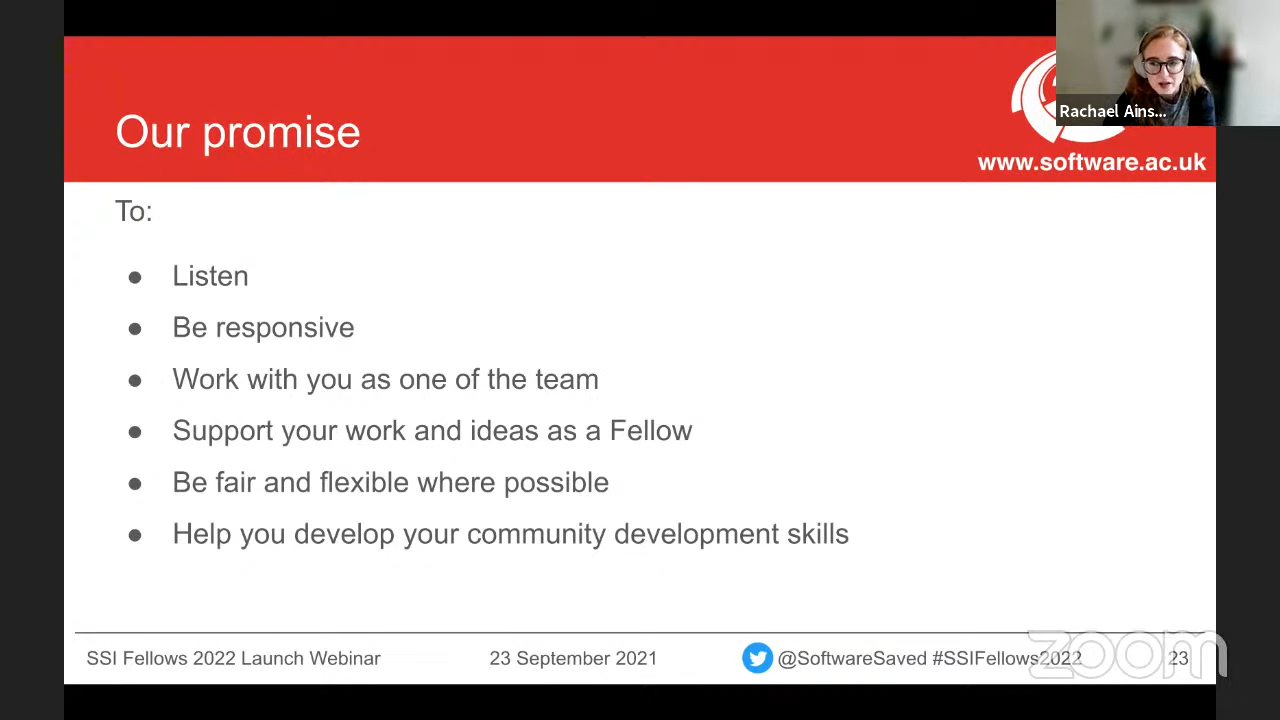 Our promise
Rachael Ains...
www.software.ac.uk
To:
● Listen
● Be responsive
● Work with you as one of the team
● Support your work and ideas as a Fellow
● Be fair and flexible where possible
● Help you develop your community development skills
SSI Fellows 2022 Launch Webinar
23 September 2021
@SoftwareSaved #SSIFellows2022
23
zoom